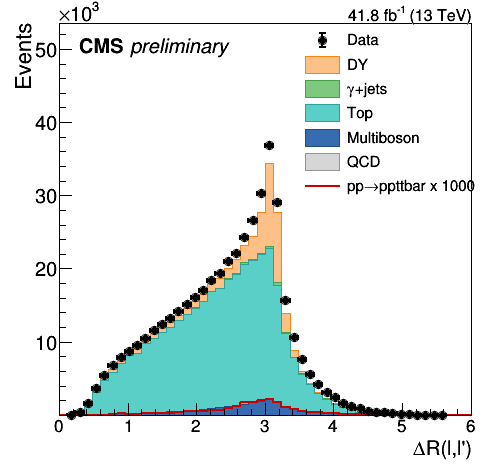 ×10³
41.8 fb⁻¹ (13 TeV)
Events
CMS preliminary
Data
DY
γ+jets
Top
Multiboson
QCD
pp→ppttbar x 1000
50
40
30
20
10
0 1 2 3 4 5 6
ΔR(l,l')